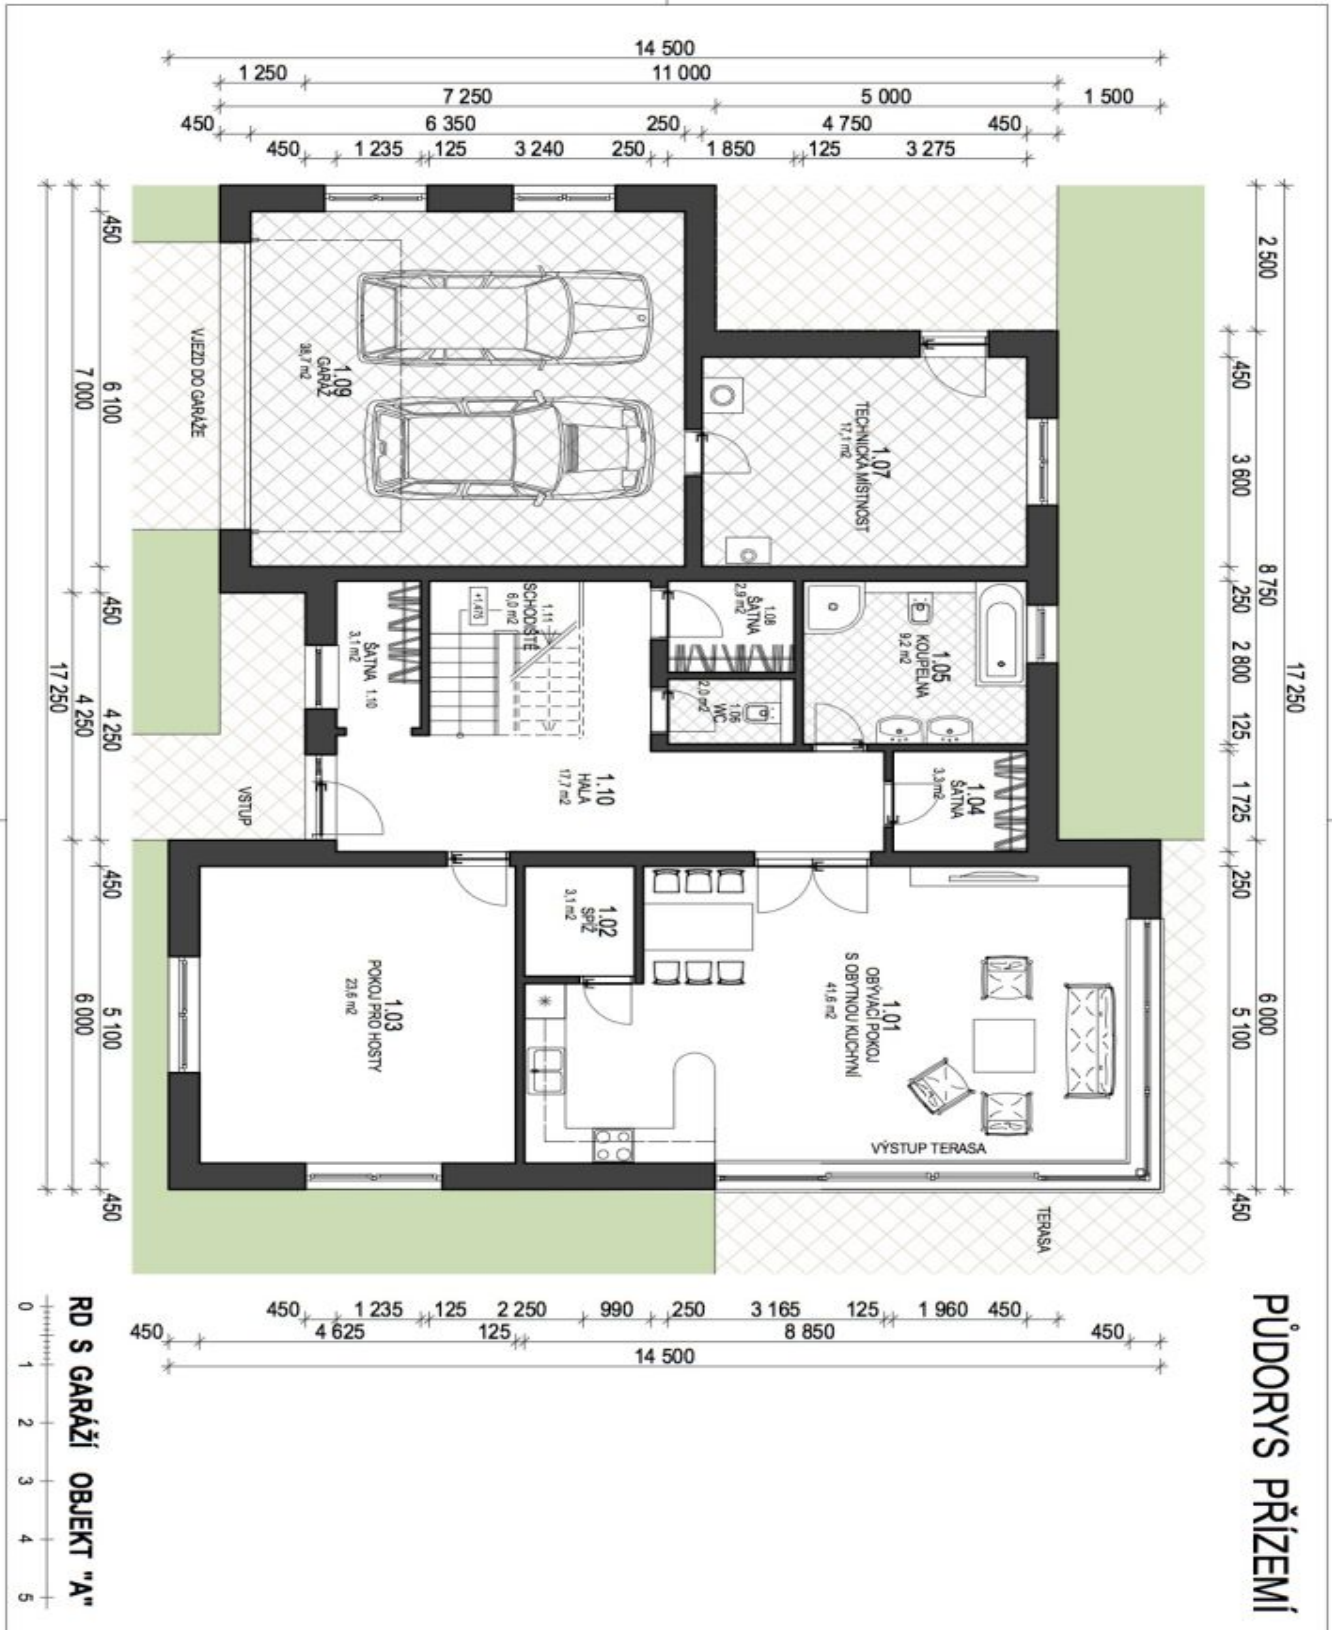 PŮDORYS PŘÍZEMÍ
14 500
1 250
11 000
7 250
5 000
1 500
450
6 350
250
4 750
450
450
1 235
125
3 240
250
1 850
125
3 275
17 250
2 500
8 750
6 000
450
3 600
250
2 800
125
1 725
250
5 100
450
1.07
TECHNICKÁ MÍSTNOST
17,1 m2
1.09
GARÁŽ
38,7 m2
VJEZD DO GARÁŽE
1.05
KOUPELNA
9,2 m2
1.08
ŠATNA
2,9 m2
1.06
WC
2,0 m2
1.11
SCHODIŠTĚ
6,0 m2
+1,475
ŠATNA 1.10
3,1 m2
1.04
ŠATNA
3,3 m2
1.10
HALA
17,7 m2
VSTUP
1.02
SPÍŽ
3,1 m2
1.03
POKOJ PRO HOSTY
23,6 m2
1.01
OBÝVACÍ POKOJ
S OBYTNOU KUCHYNÍ
41,6 m2
VÝSTUP TERASA
TERASA
450
6 100
450
4 250
450
5 100
450
7 000
4 250
6 000
17 250
450
1 235
125
2 250
990
250
3 165
125
1 960
450
450
4 625
125
8 850
450
14 500
RD S GARÁŽÍ OBJEKT "A"
0 1 2 3 4 5